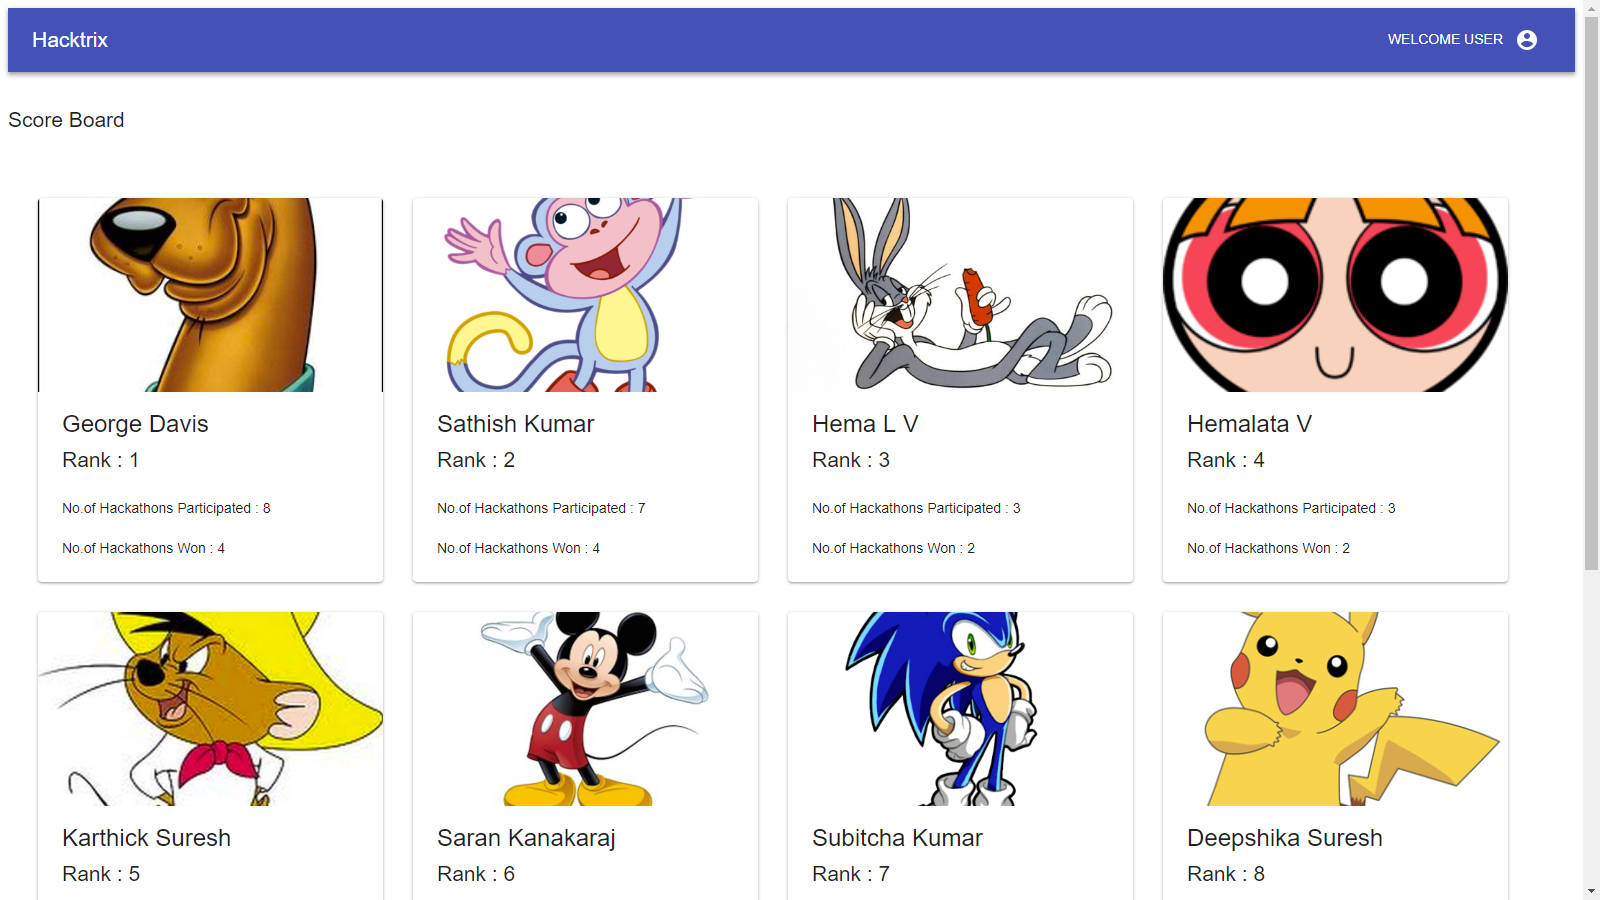 Hacktrix
WELCOME USER
Score Board
George Davis
Rank : 1
No.of Hackathons Participated : 8
No.of Hackathons Won : 4
Sathish Kumar
Rank : 2
No.of Hackathons Participated : 7
No.of Hackathons Won : 4
Hema L V
Rank : 3
No.of Hackathons Participated : 3
No.of Hackathons Won : 2
Hemalata V
Rank : 4
No.of Hackathons Participated : 3
No.of Hackathons Won : 2
Karthick Suresh
Rank : 5
Saran Kanakaraj
Rank : 6
Subitcha Kumar
Rank : 7
Deepshika Suresh
Rank : 8